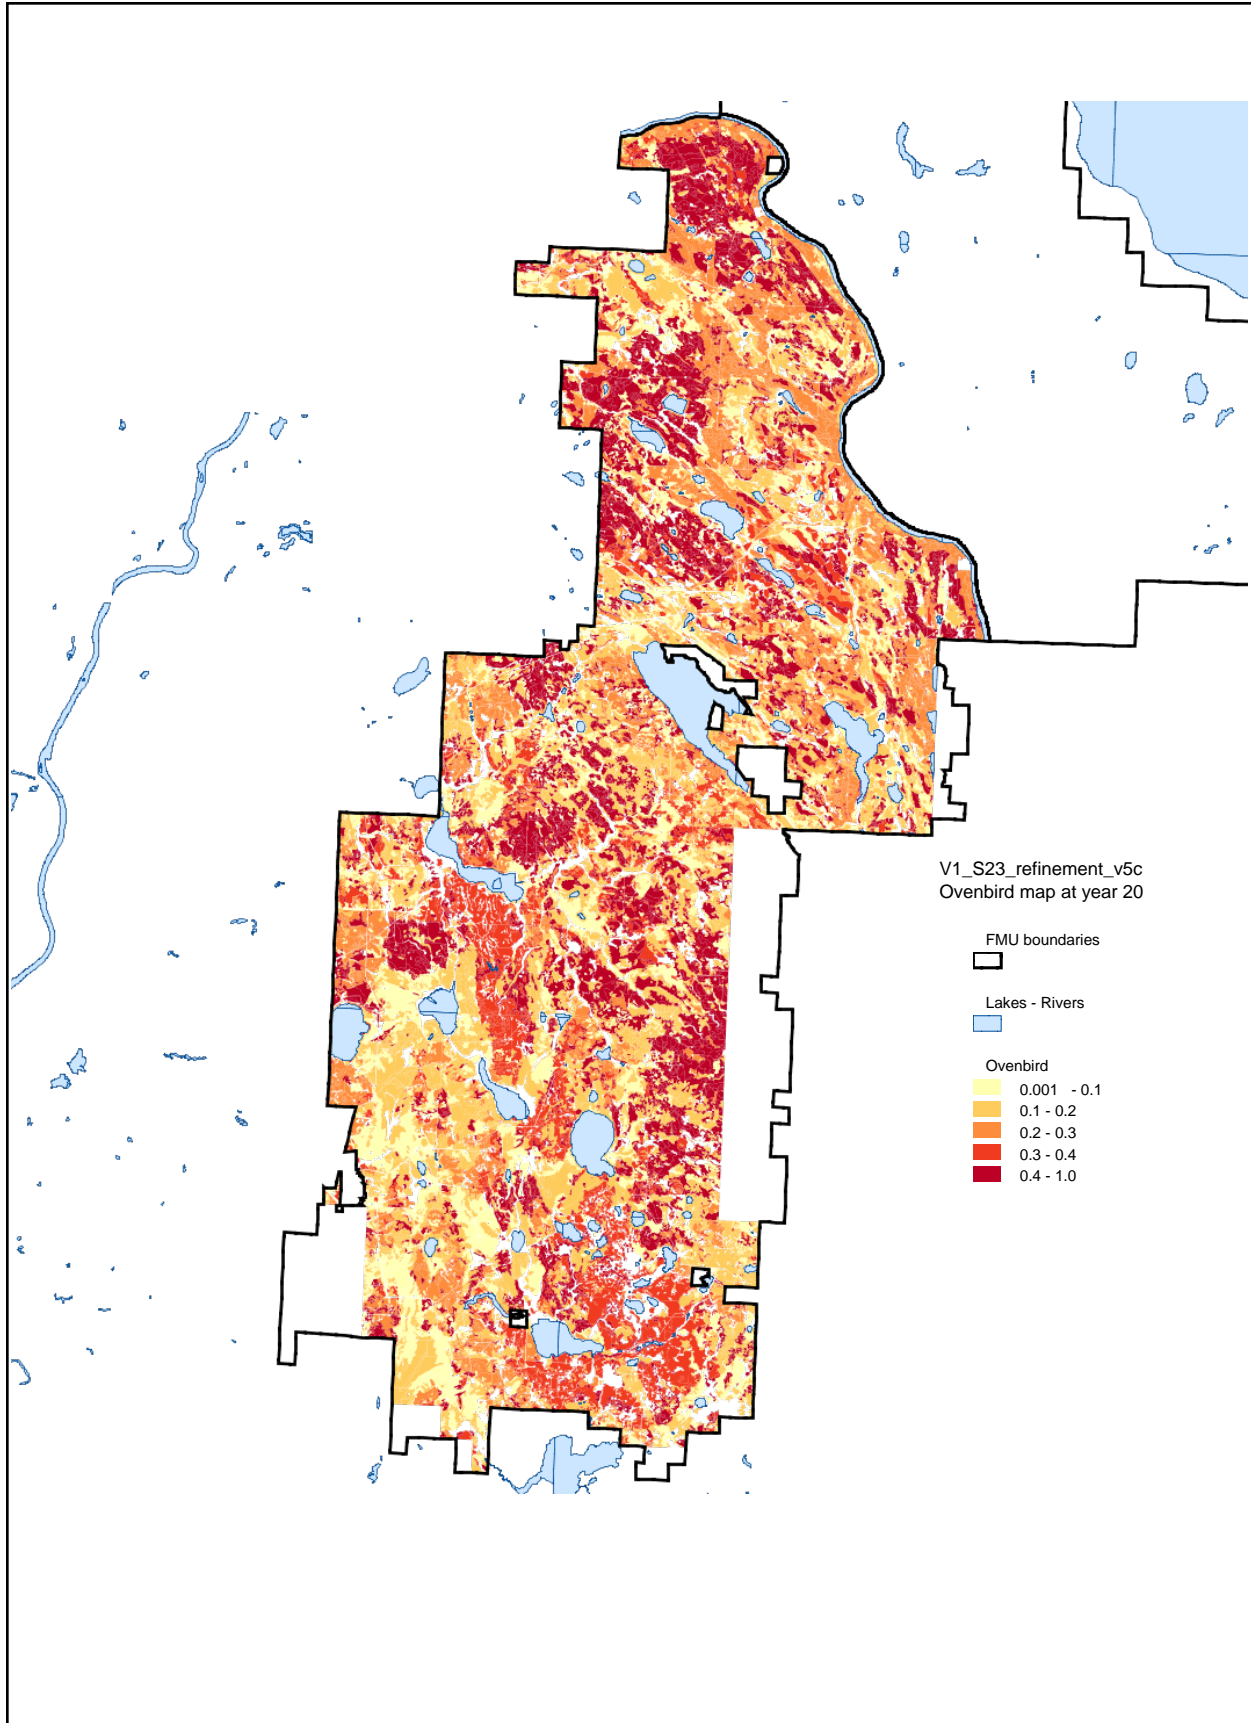 V1_S23_refinement_v5c
Ovenbird map at year 20
FMU boundaries
Lakes - Rivers
Ovenbird
0.001 - 0.1
0.1 - 0.2
0.2 - 0.3
0.3 - 0.4
0.4 - 1.0